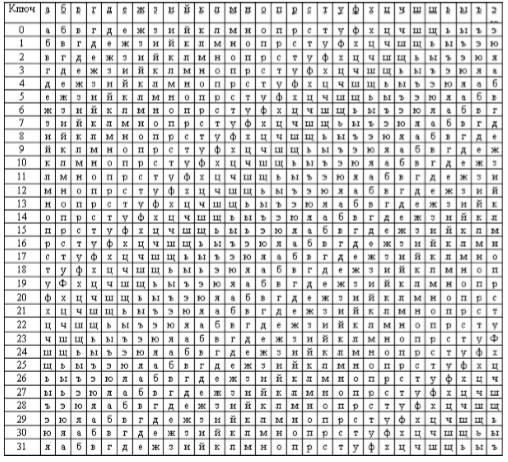 Ключ а б в г д е ж з и й к л м н о п р с т у ф х ц ч ш щ ь ы ъ э
0 а б в г д е ж з и й к л м н о п р с т у ф х ц ч ш щ ь ы ъ э
1 б в г д е ж з и й к л м н о п р с т у ф х ц ч ш щ ь ы ъ э ю
2 в г д е ж з и й к л м н о п р с т у ф х ц ч ш щ ь ы ъ э ю я
3 г д е ж з и й к л м н о п р с т у ф х ц ч ш щ ь ы ъ э ю я а
4 д е ж з и й к л м н о п р с т у ф х ц ч ш щ ь ы ъ э ю я а б
5 е ж з и й к л м н о п р с т у ф х ц ч ш щ ь ы ъ э ю я а б в
6 ж з и й к л м н о п р с т у ф х ц ч ш щ ь ы ъ э ю я а б в г
7 з и й к л м н о п р с т у ф х ц ч ш щ ь ы ъ э ю я а б в г д
8 и й к л м н о п р с т у ф х ц ч ш щ ь ы ъ э ю я а б в г д е
9 й к л м н о п р с т у ф х ц ч ш щ ь ы ъ э ю я а б в г д е ж
10 к л м н о п р с т у ф х ц ч ш щ ь ы ъ э ю я а б в г д е ж з
11 л м н о п р с т у ф х ц ч ш щ ь ы ъ э ю я а б в г д е ж з и
12 м н о п р с т у ф х ц ч ш щ ь ы ъ э ю я а б в г д е ж з и й
13 н о п р с т у ф х ц ч ш щ ь ы ъ э ю я а б в г д е ж з и й к
14 о п р с т у ф х ц ч ш щ ь ы ъ э ю я а б в г д е ж з и й к л
15 п р с т у ф х ц ч ш щ ь ы ъ э ю я а б в г д е ж з и й к л м
16 р с т у ф х ц ч ш щ ь ы ъ э ю я а б в г д е ж з и й к л м н
17 с т у ф х ц ч ш щ ь ы ъ э ю я а б в г д е ж з и й к л м н о
18 т у ф х ц ч ш щ ь ы ъ э ю я а б в г д е ж з и й к л м н о п
19 у ф х ц ч ш щ ь ы ъ э ю я а б в г д е ж з и й к л м н о п р
20 ф х ц ч ш щ ь ы ъ э ю я а б в г д е ж з и й к л м н о п р с
21 х ц ч ш щ ь ы ъ э ю я а б в г д е ж з и й к л м н о п р с т
22 ц ч ш щ ь ы ъ э ю я а б в г д е ж з и й к л м н о п р с т у
23 ч ш щ ь ы ъ э ю я а б в г д е ж з и й к л м н о п р с т у ф
24 ш щ ь ы ъ э ю я а б в г д е ж з и й к л м н о п р с т у ф х
25 щ ь ы ъ э ю я а б в г д е ж з и й к л м н о п р с т у ф х ц
26 ь ы ъ э ю я а б в г д е ж з и й к л м н о п р с т у ф х ц ч
27 ы ъ э ю я а б в г д е ж з и й к л м н о п р с т у ф х ц ч ш
28 ъ э ю я а б в г д е ж з и й к л м н о п р с т у ф х ц ч ш щ
29 э ю я а б в г д е ж з и й к л м н о п р с т у ф х ц ч ш щ ь
30 ю я а б в г д е ж з и й к л м н о п р с т у ф х ц ч ш щ ь ы
31 я а б в г д е ж з и й к л м н о п р с т у ф х ц ч ш щ ь ы ъ